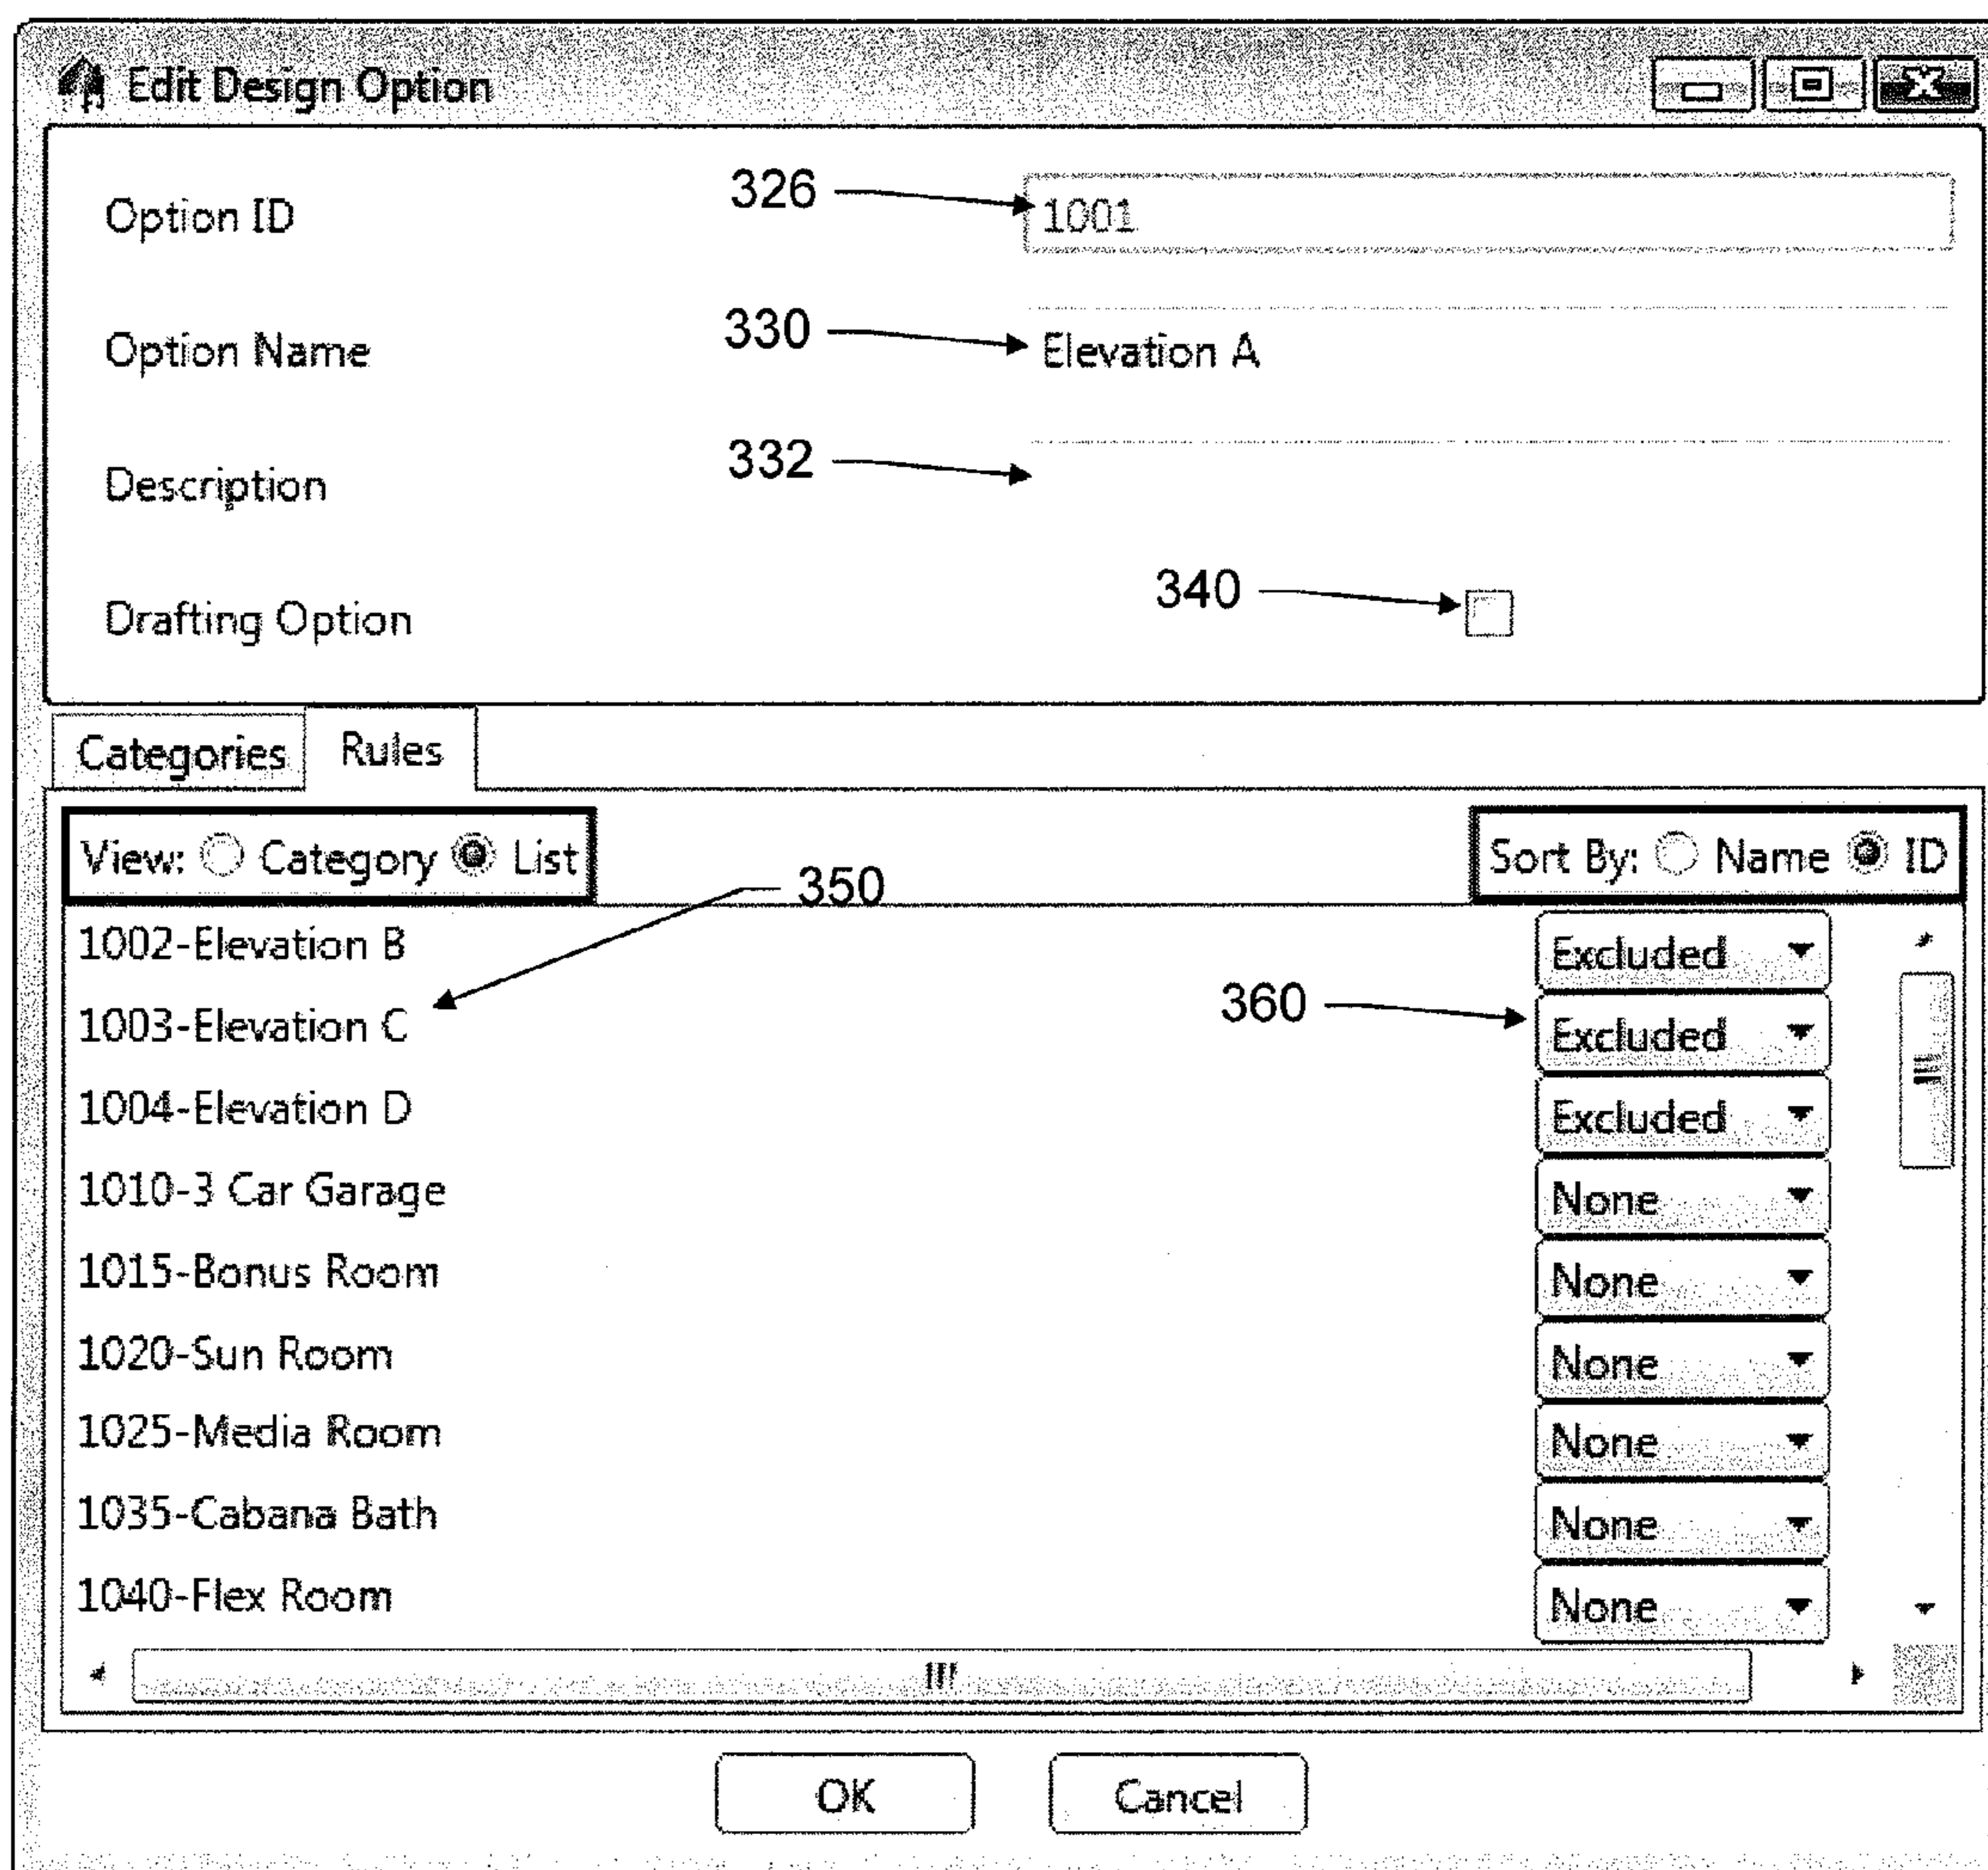 Edit Design Option
Option ID 326 1001
Option Name 330 Elevation A
Description 332
Drafting Option 340
Categories Rules
View: Category List 350 Sort By: Name ID
1002-Elevation B Excluded
1003-Elevation C 360 Excluded
1004-Elevation D Excluded
1010-3 Car Garage None
1015-Bonus Room None
1020-Sun Room None
1025-Media Room None
1035-Cabana Bath None
1040-Flex Room None
OK Cancel